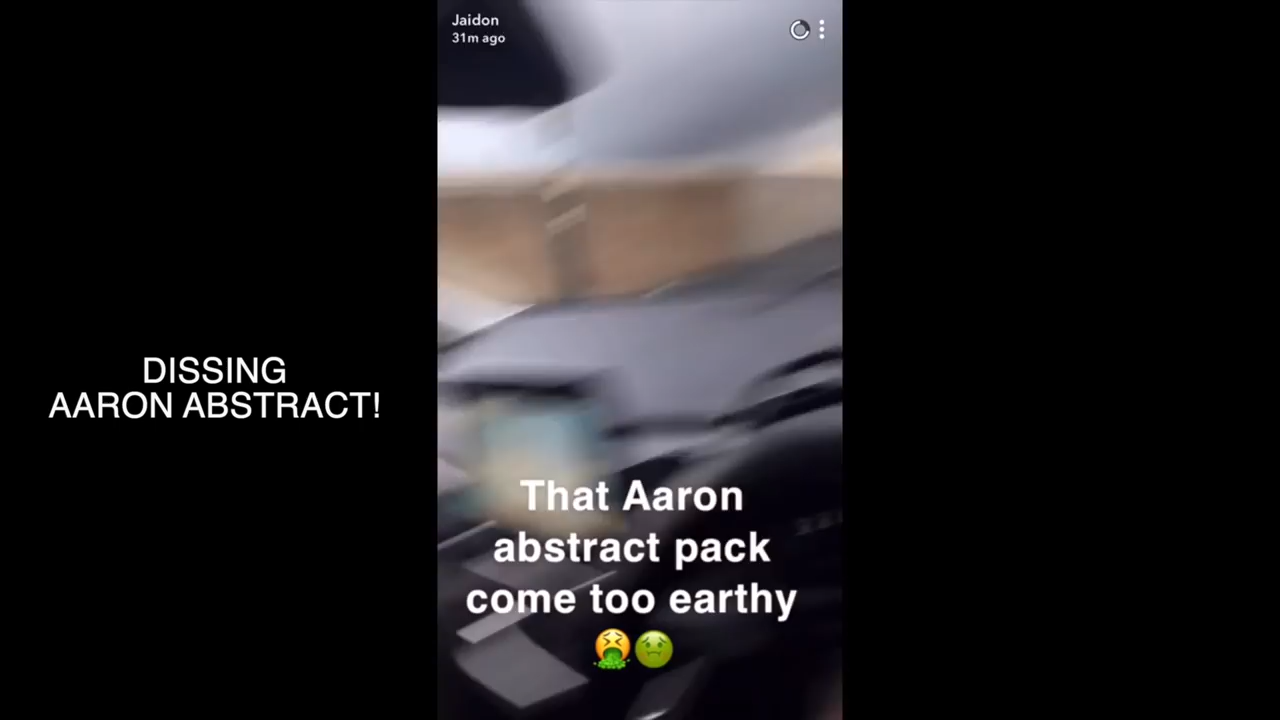 Jaidon
31m ago
DISSING
AARON ABSTRACT!
That Aaron
abstract pack
come too earthy
🤮🤢